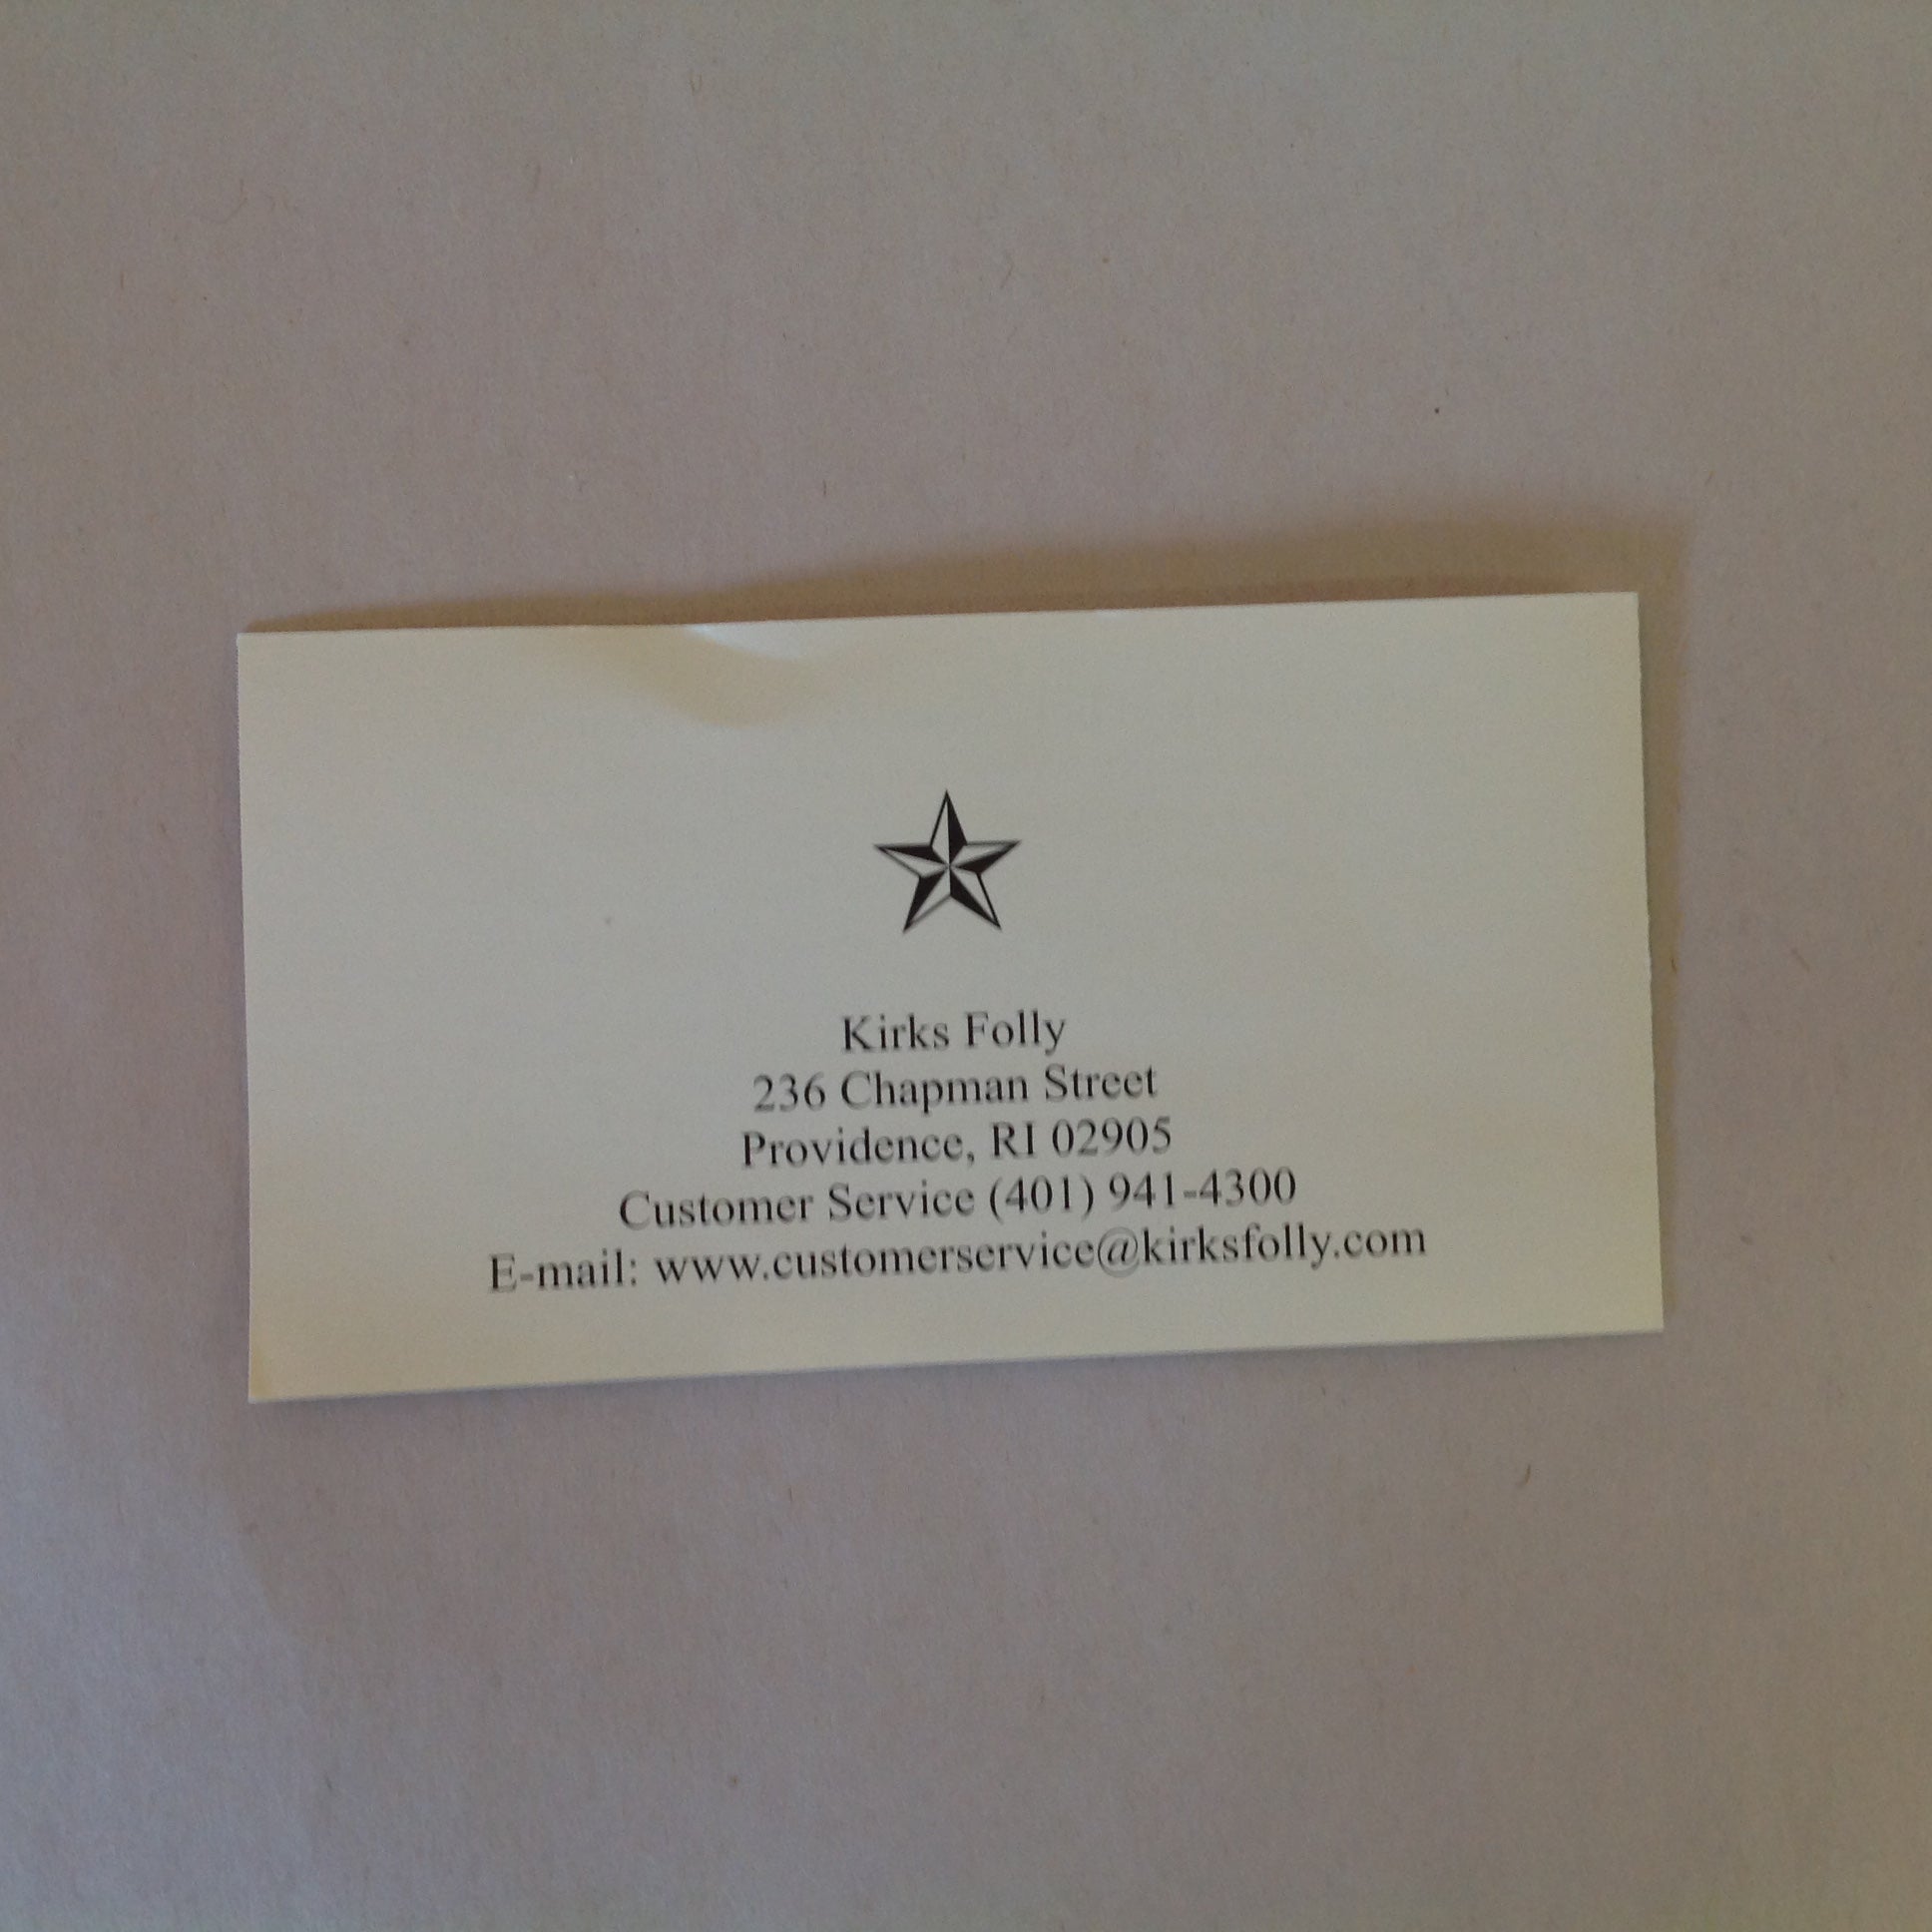 Kirks Folly
236 Chapman Street
Providence, RI 02905
Customer Service (401) 941-4300
E-mail: www.customerservice@kirksfolly.com